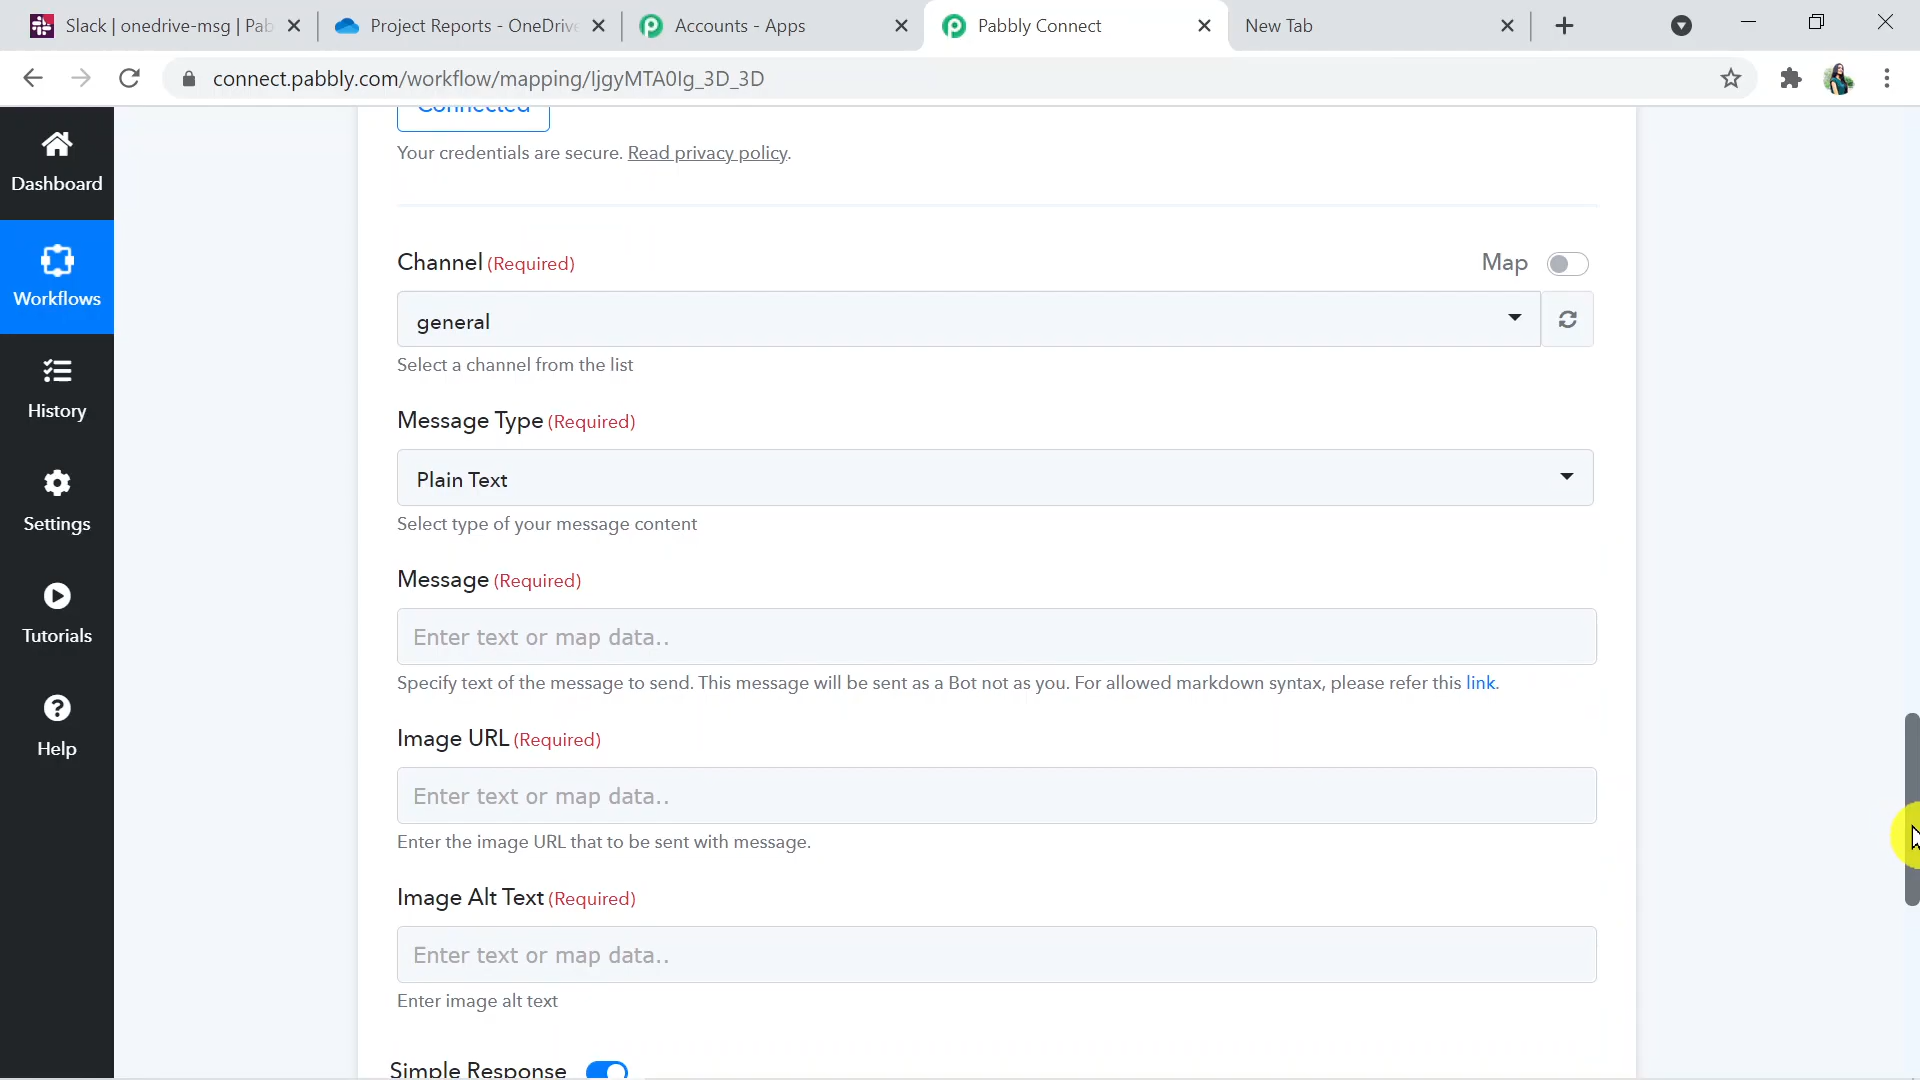 Slack | onedrive-msg | Pab
Project Reports - OneDrive
Accounts - Apps
Pabbly Connect
New Tab
connect.pabbly.com/workflow/mapping/IjgyMTA0Ig_3D_3D
Connected
Your credentials are secure. Read privacy policy.
Dashboard
Workflows
History
Settings
Tutorials
Help
Channel (Required)
Map
general
Select a channel from the list
Message Type (Required)
Plain Text
Select type of your message content
Message (Required)
Enter text or map data..
Specify text of the message to send. This message will be sent as a Bot not as you. For allowed markdown syntax, please refer this link.
Image URL (Required)
Enter text or map data..
Enter the image URL that to be sent with message.
Image Alt Text (Required)
Enter text or map data..
Enter image alt text
Simple Response